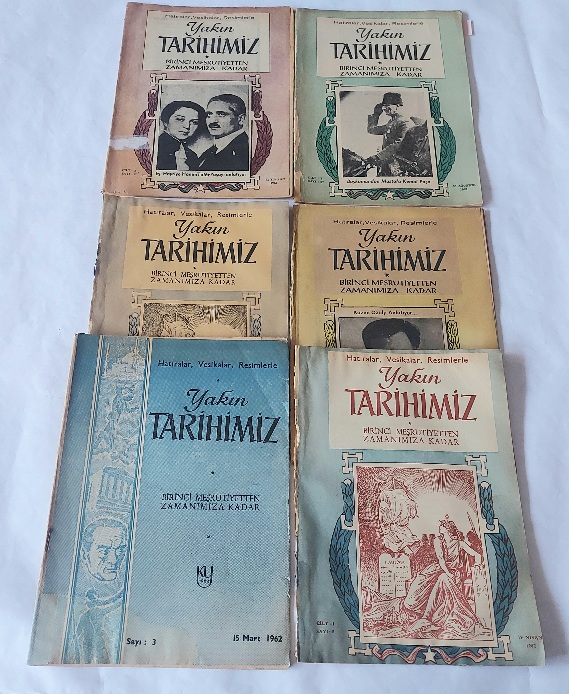 Hatıralar, Vesikalar, Resimlerle
Yakın
TARİHİMİZ
BİRİNCİ MEŞRUTİYETTEN
ZAMANIMIZA KADAR
Hatıralar, Vesikalar, Resimlerle
Yakın
TARİHİMİZ
BİRİNCİ MEŞRUTİYETTEN
ZAMANIMIZA KADAR
Başkumandan Mustafa Kemal Paşa
Hatıralar, Vesikalar, Resimlerle
Yakın
TARİHİMİZ
BİRİNCİ MEŞRUTİYETTEN
ZAMANIMIZA KADAR
Hatıralar, Vesikalar, Resimlerle
Yakın
TARİHİMİZ
BİRİNCİ MEŞRUTİYETTEN
ZAMANIMIZA KADAR
Hatıralar, Vesikalar, Resimlerle
Yakın
TARİHİMİZ
BİRİNCİ MEŞRUTİYETTEN
ZAMANIMIZA KADAR
Sayı : 3
15 Mart 1962
Hatıralar, Vesikalar, Resimlerle
Yakın
TARİHİMİZ
BİRİNCİ MEŞRUTİYETTEN
ZAMANIMIZA KADAR